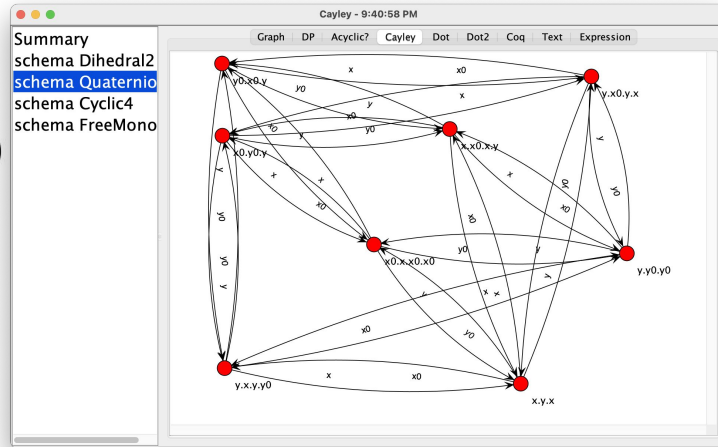 Cayley - 9:40:58 PM
Summary
schema Dihedral2
schema Quaternio
schema Cyclic4
schema FreeMono
Graph DP Acyclic? Cayley Dot Dot2 Coq Text Expression
y0.x0.y
x
x0
y.x0.y.x
y0
y
x
x0
x0.y0.y
x0
y
y0
x.x0.x.y
y
y
x
x
x
y0
y0
x0
x0
x0
y0
y
x0.x.x0.x0
y0
y
y.y0.y0
y
x
x
y
x0
y0
y.x.y.y0
x
x0
x.y.x